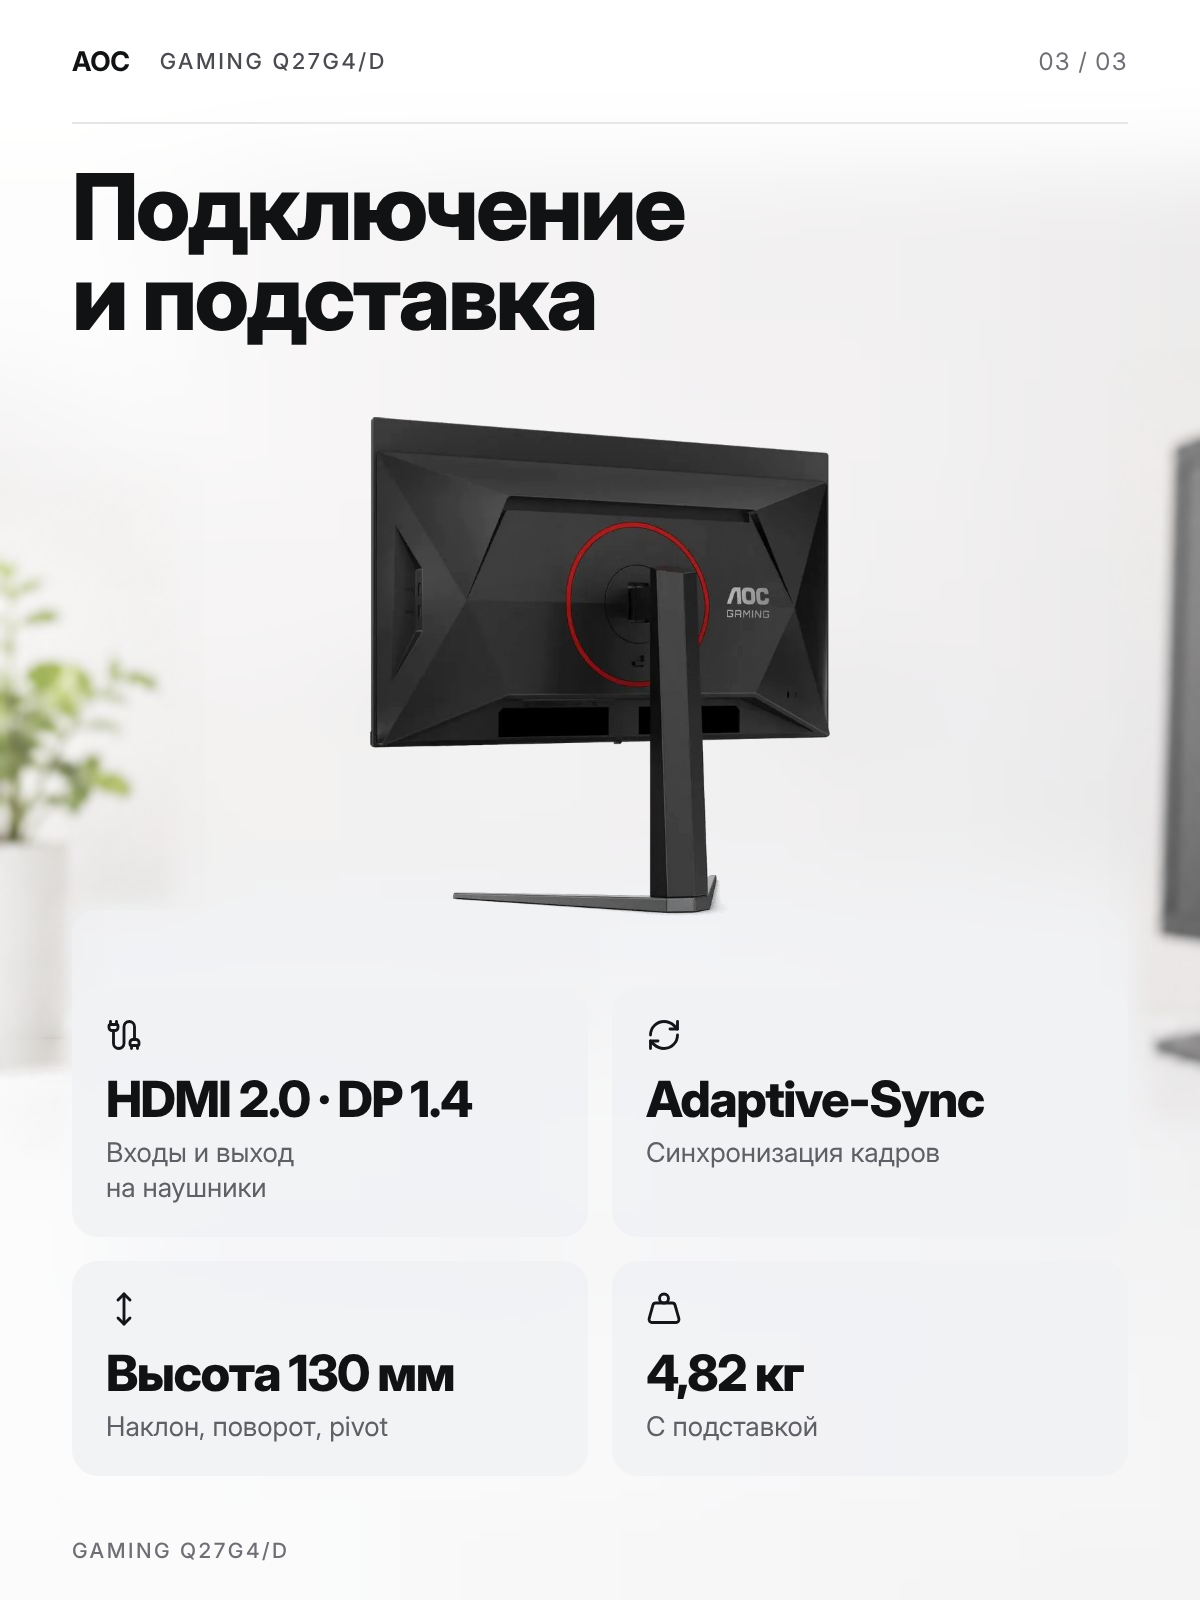 AOC GAMING Q27G4/D 03 / 03
Подключение
и подставка
AOC
GAMING
HDMI 2.0 · DP 1.4
Входы и выход
на наушники
Adaptive-Sync
Синхронизация кадров
Высота 130 мм
Наклон, поворот, pivot
4,82 кг
С подставкой
GAMING Q27G4/D